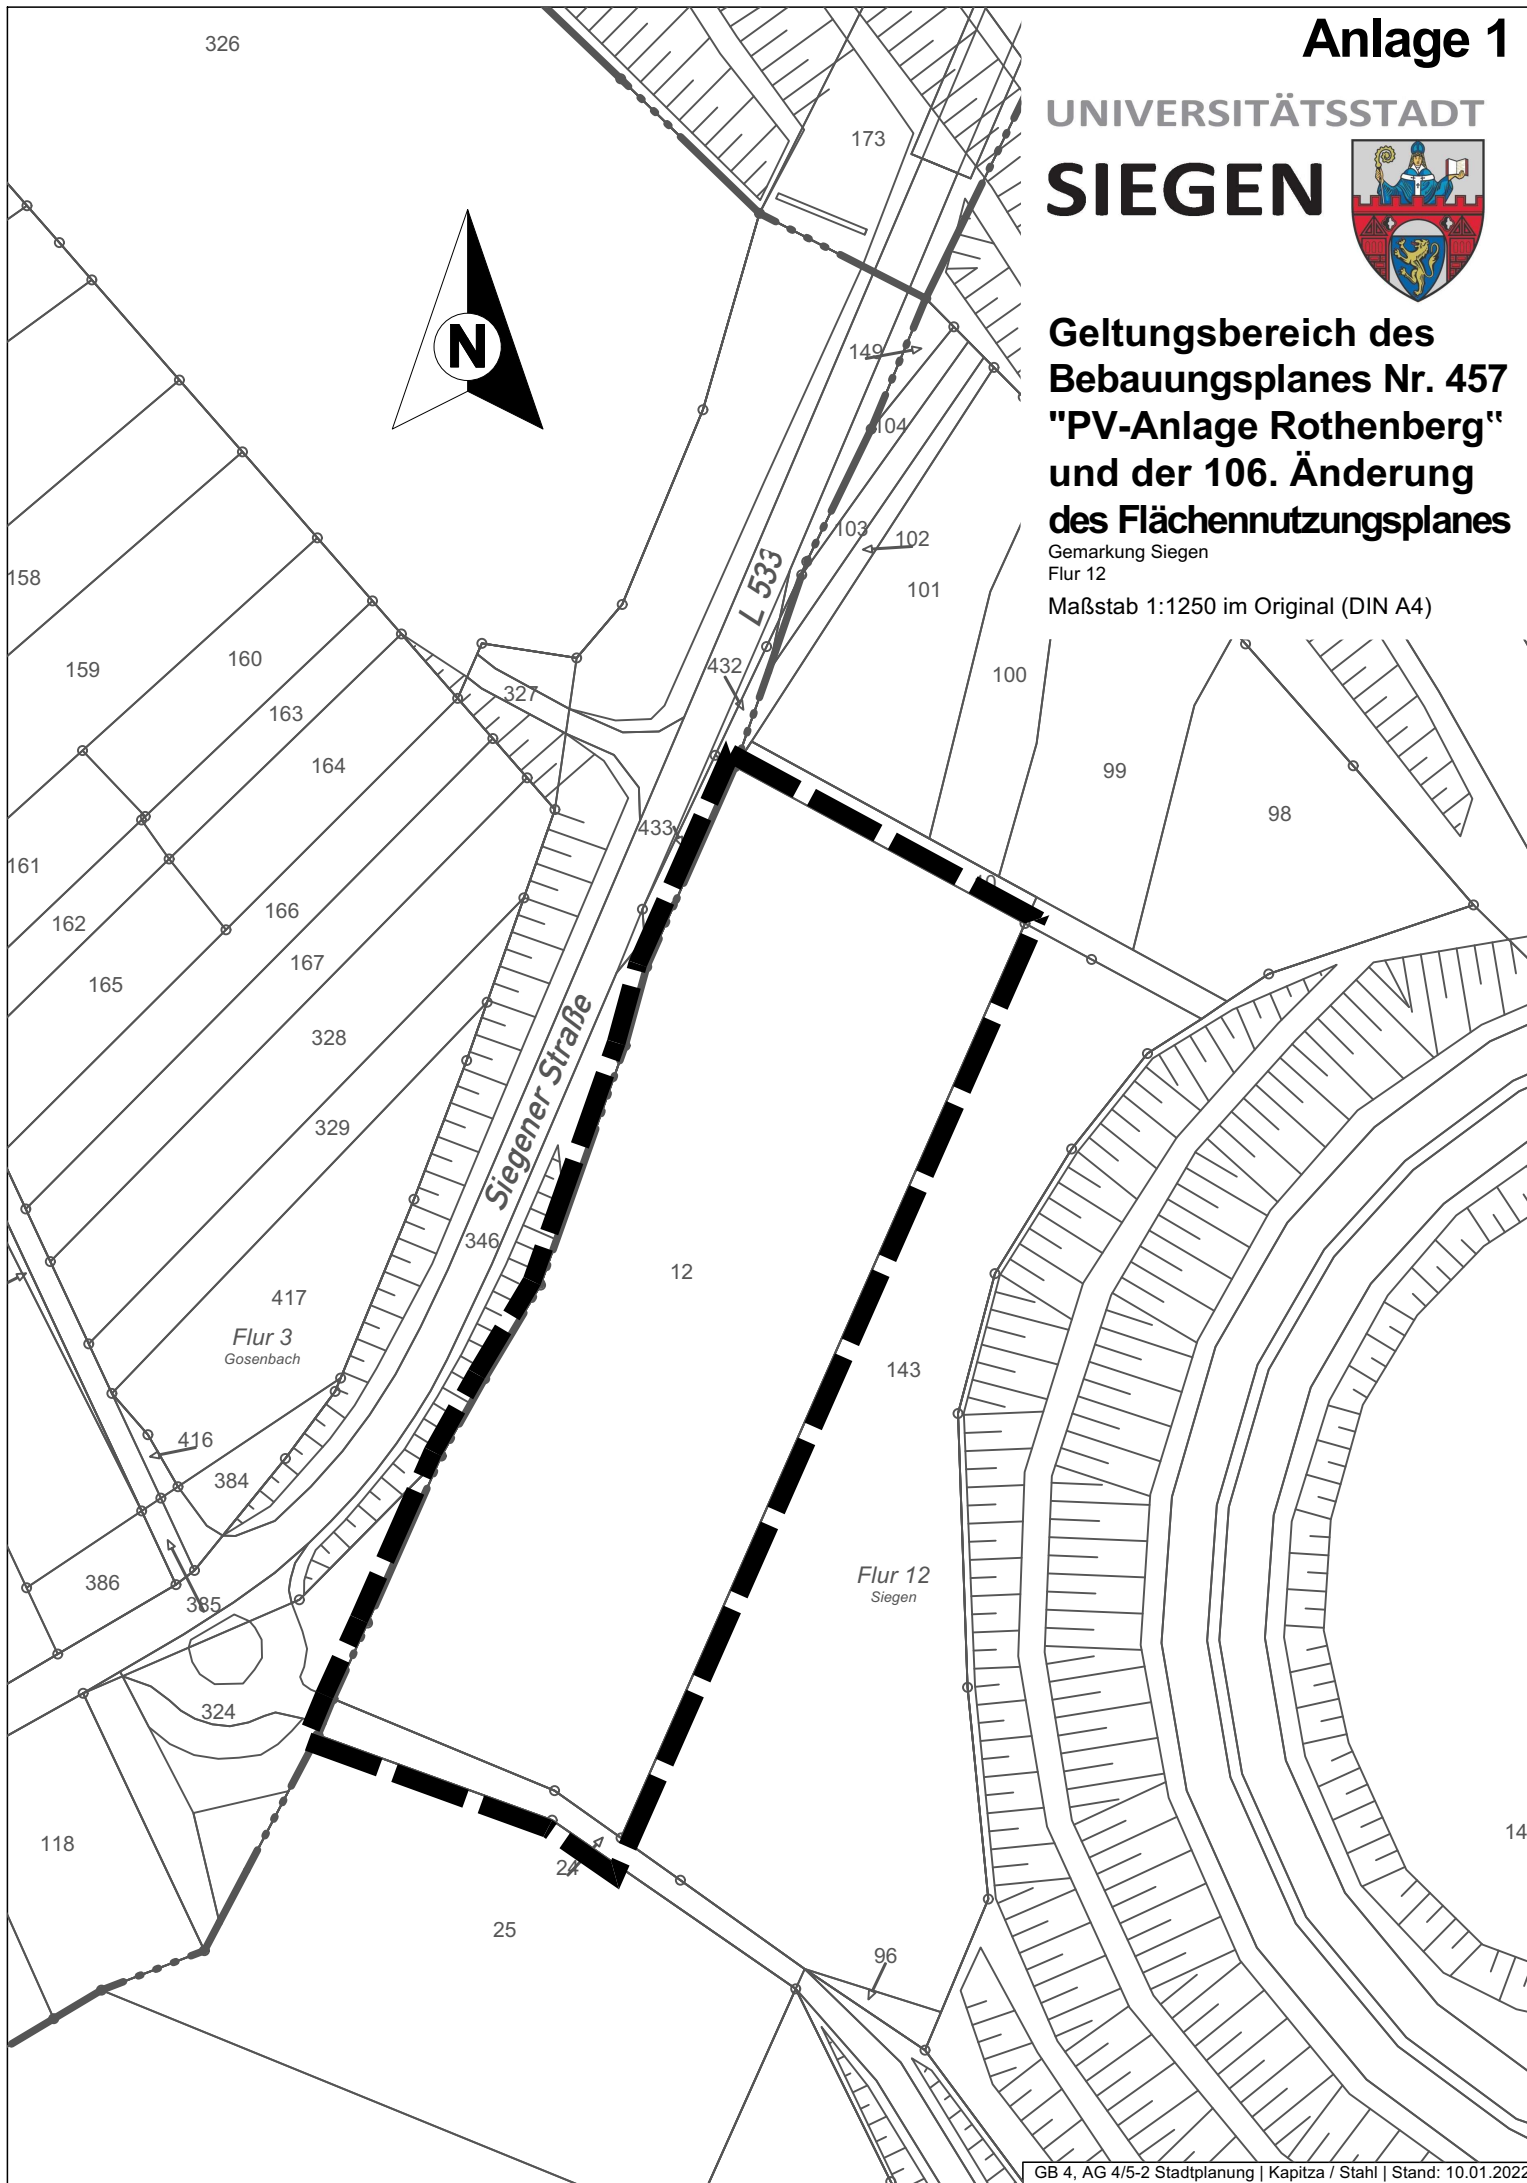 Anlage 1
UNIVERSITÄTSSTADT
SIEGEN
Geltungsbereich des
Bebauungsplanes Nr. 457
"PV-Anlage Rothenberg“
und der 106. Änderung
des Flächennutzungsplanes
Gemarkung Siegen
Flur 12
Maßstab 1:1250 im Original (DIN A4)
326
173
N
149
104
103
102
101
L 533
158
159
160
163
164
327
432
100
99
98
433
161
162
165
166
167
328
329
Siegener Straße
346
12
417
Flur 3
Gosenbach
143
416
384
386
385
Flur 12
Siegen
324
118
24
25
96
14
GB 4, AG 4/5-2 Stadtplanung | Kapitza / Stahl | Stand: 10.01.2022